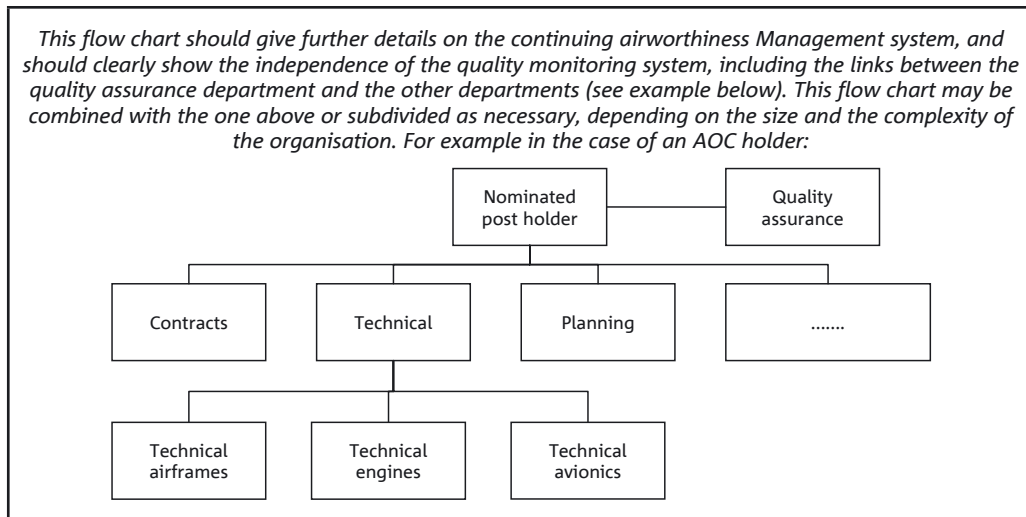 This flow chart should give further details on the continuing airworthiness Management system, and
should clearly show the independence of the quality monitoring system, including the links between the
quality assurance department and the other departments (see example below). This flow chart may be
combined with the one above or subdivided as necessary, depending on the size and the complexity of
the organisation. For example in the case of an AOC holder:
Nominated
post holder
Quality
assurance
Contracts
Technical
Planning
.......
Technical
airframes
Technical
engines
Technical
avionics